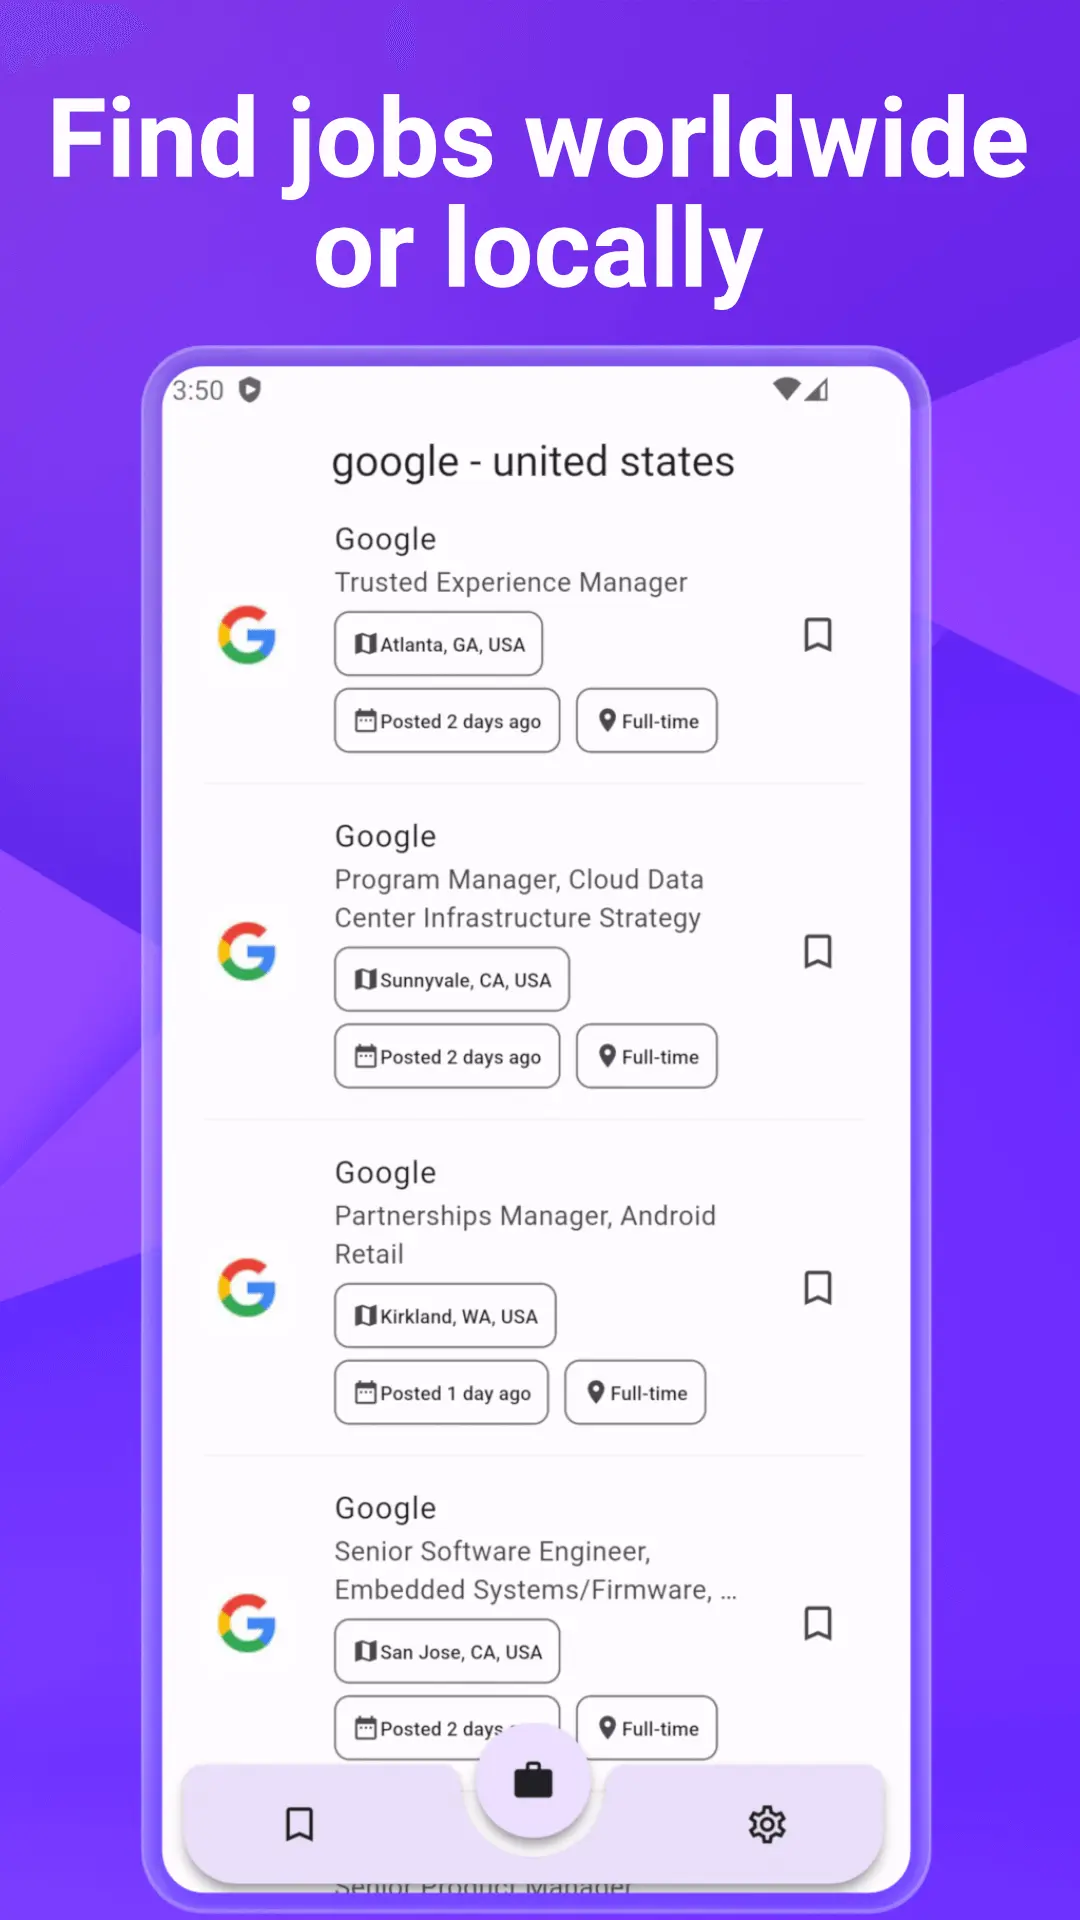 Find jobs worldwide
or locally
3:50
google - united states
Google
Trusted Experience Manager
Atlanta, GA, USA
Posted 2 days ago Full-time
Google
Program Manager, Cloud Data
Center Infrastructure Strategy
Sunnyvale, CA, USA
Posted 2 days ago Full-time
Google
Partnerships Manager, Android
Retail
Kirkland, WA, USA
Posted 1 day ago Full-time
Google
Senior Software Engineer,
Embedded Systems/Firmware, ...
San Jose, CA, USA
Posted 2 days Full-time
Senior Product Manager